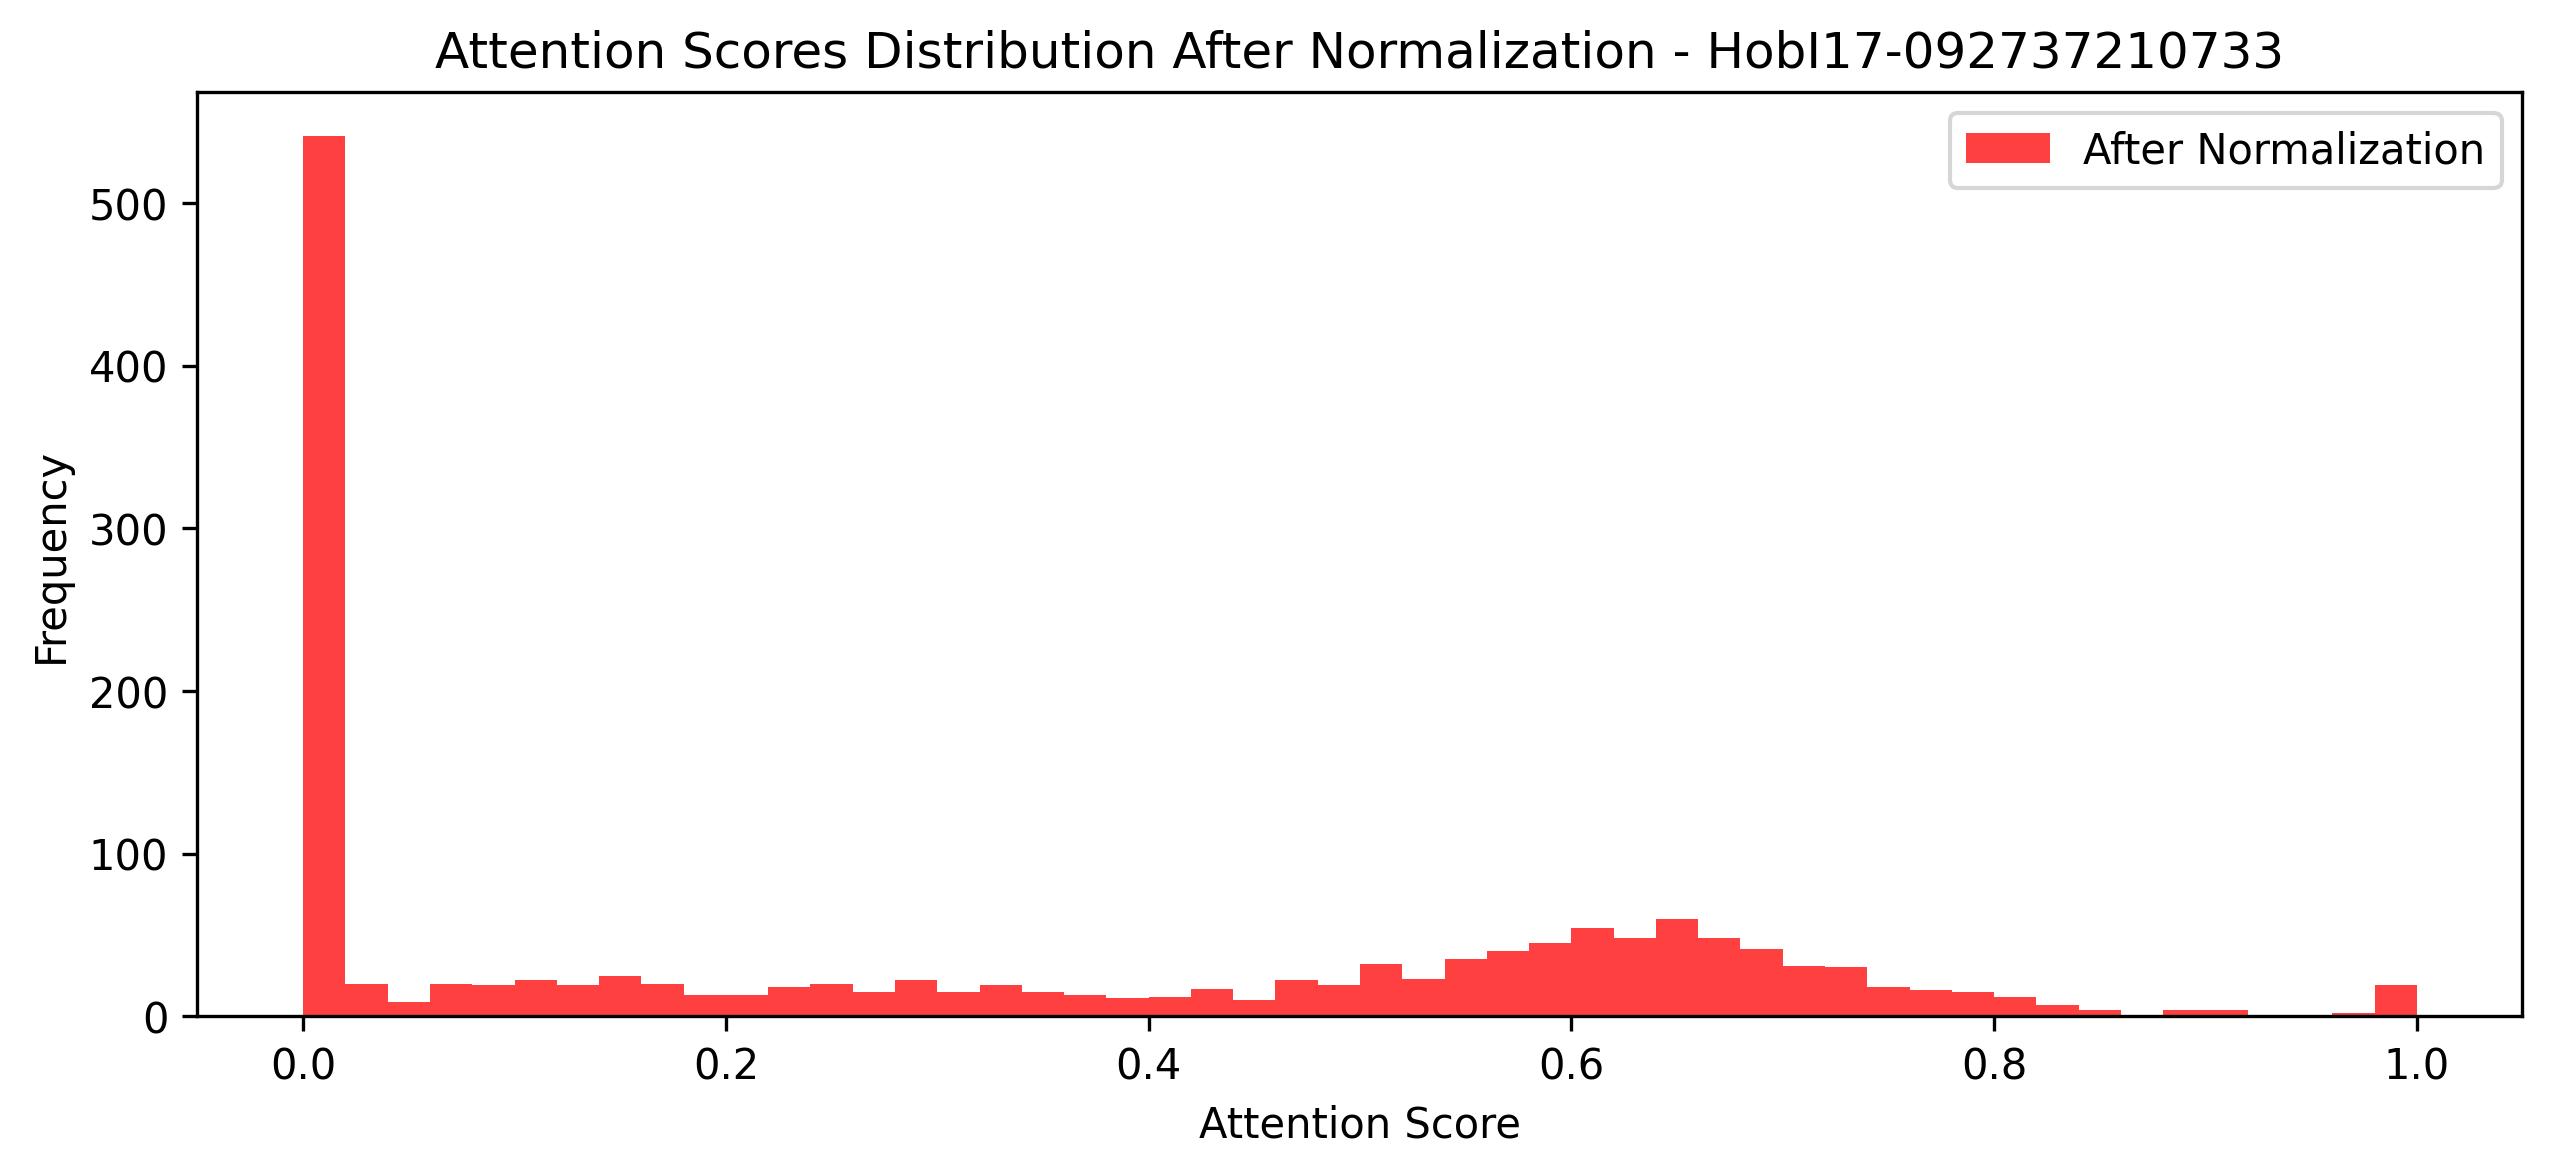 Attention Scores Distribution After Normalization - HobI17-092737210733
After Normalization
500
400
300
200
100
0
Frequency
0.0 0.2 0.4 0.6 0.8 1.0
Attention Score